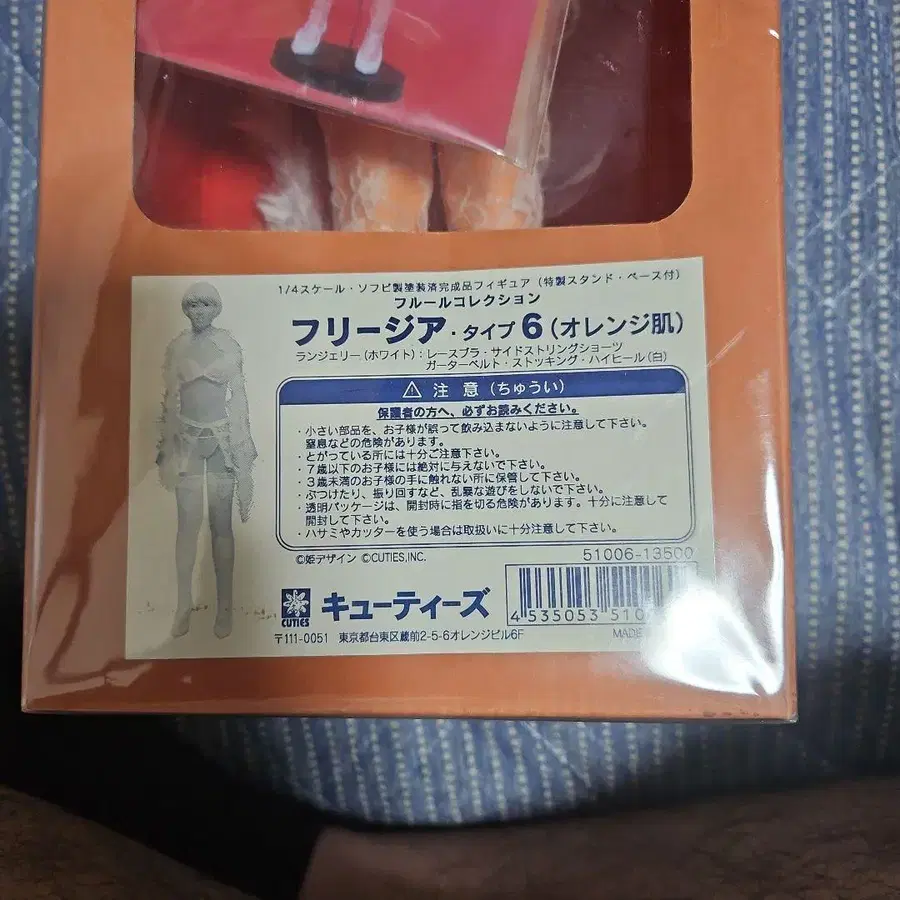 1/4スケール・ソフビ製塗装済完成品フィギュア（特製スタンド・ベース付）
フルールコレクション
フリージア・タイプ6（オレンジ肌）
ランジェリー（ホワイト）：レースブラ・サイドストリングショーツ
ガーターベルト・ストッキング・ハイヒール（白）
⚠ 注意（ちゅうい）
保護者の方へ、必ずお読みください。
・小さい部品を、お子様が誤って飲み込まないように注意して下さい。
窒息などの危険があります。
・とがっている所には十分ご注意下さい。
・7歳以下のお子様には絶対に与えないで下さい。
・3歳未満のお子様の手に触れない所に保管して下さい。
・ぶつけたり、振り回すなど、乱暴な遊びをしないで下さい。
・透明パッケージは、開封時に指を切る危険があります。十分に注意して
開封して下さい。
・ハサミやカッターを使う場合は取扱いに十分注意して下さい。
©姫デザイン ©CUTIES,INC.
51006-13500
CUTIES
キューティーズ
4 535053 510
〒111-0051 東京都台東区蔵前2-5-6オレンジビル6F
MADE